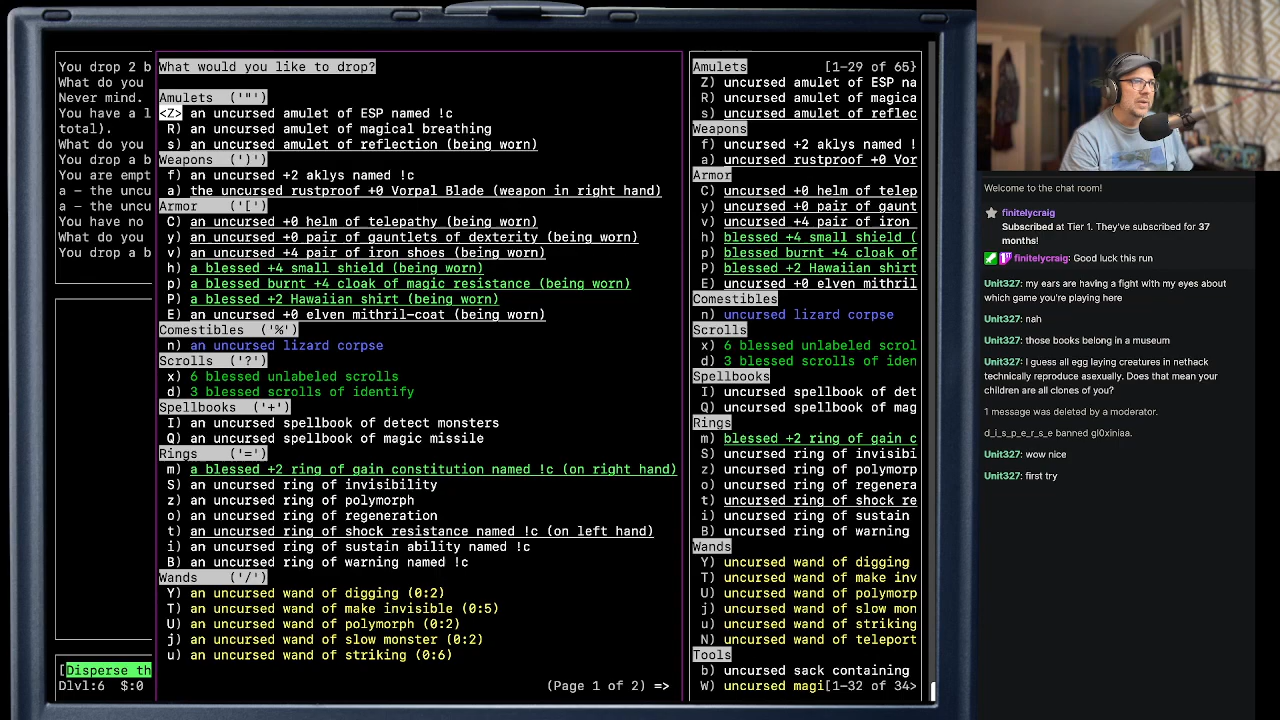 You drop 2 b
What do you
Never mind.
You have a l
total).
What do you
You drop a b
You are empt
a – the uncu
a – the uncu
You have no
What do you
You drop a b
[Disperse th
Dlvl:6 $:0
What would you like to drop?
Amulets ('"')
<Z> an uncursed amulet of ESP named !c
R) an uncursed amulet of magical breathing
s) an uncursed amulet of reflection (being worn)
Weapons (')')
f) an uncursed +2 aklys named !c
a) the uncursed rustproof +0 Vorpal Blade (weapon in right hand)
Armor ('[')
C) an uncursed +0 helm of telepathy (being worn)
y) an uncursed +0 pair of gauntlets of dexterity (being worn)
v) an uncursed +4 pair of iron shoes (being worn)
h) a blessed +4 small shield (being worn)
p) a blessed burnt +4 cloak of magic resistance (being worn)
P) a blessed +2 Hawaiian shirt (being worn)
E) an uncursed +0 elven mithril-coat (being worn)
Comestibles ('%')
n) an uncursed lizard corpse
Scrolls ('?')
x) 6 blessed unlabeled scrolls
d) 3 blessed scrolls of identify
Spellbooks ('+')
I) an uncursed spellbook of detect monsters
Q) an uncursed spellbook of magic missile
Rings ('=')
m) a blessed +2 ring of gain constitution named !c (on right hand)
S) an uncursed ring of invisibility
z) an uncursed ring of polymorph
o) an uncursed ring of regeneration
t) an uncursed ring of shock resistance named !c (on left hand)
i) an uncursed ring of sustain ability named !c
B) an uncursed ring of warning named !c
Wands ('/')
Y) an uncursed wand of digging (0:2)
T) an uncursed wand of make invisible (0:5)
U) an uncursed wand of polymorph (0:2)
j) an uncursed wand of slow monster (0:2)
u) an uncursed wand of striking (0:6)
(Page 1 of 2) =>
Amulets [1-29 of 65}
Z) uncursed amulet of ESP na
R) uncursed amulet of magica
s) uncursed amulet of reflec
Weapons
f) uncursed +2 aklys named !
a) uncursed rustproof +0 Vor
Armor
C) uncursed +0 helm of telep
y) uncursed +0 pair of gaunt
v) uncursed +4 pair of iron
h) blessed +4 small shield (
p) blessed burnt +4 cloak of
P) blessed +2 Hawaiian shirt
E) uncursed +0 elven mithril
Comestibles
n) uncursed lizard corpse
Scrolls
x) 6 blessed unlabeled scrol
d) 3 blessed scrolls of iden
Spellbooks
I) uncursed spellbook of det
Q) uncursed spellbook of mag
Rings
m) blessed +2 ring of gain c
S) uncursed ring of invisibi
z) uncursed ring of polymorp
o) uncursed ring of regenera
t) uncursed ring of shock re
i) uncursed ring of sustain
B) uncursed ring of warning
Wands
Y) uncursed wand of digging
T) uncursed wand of make inv
U) uncursed wand of polymorp
j) uncursed wand of slow mon
u) uncursed wand of striking
N) uncursed wand of teleport
Tools
b) uncursed sack containing
W) uncursed magi[1-32 of 34>
Welcome to the chat room!
finitelycraig
Subscribed at Tier 1. They've subscribed for 37
months!
finitelycraig: Good luck this run
Unit327: my ears are having a fight with my eyes about
which game you're playing here
Unit327: nah
Unit327: those books belong in a museum
Unit327: I guess all egg laying creatures in nethack
technically reproduce asexually. Does that mean your
children are all clones of you?
1 message was deleted by a moderator.
d_i_s_p_e_r_s_e banned gl0xiniaa.
Unit327: wow nice
Unit327: first try